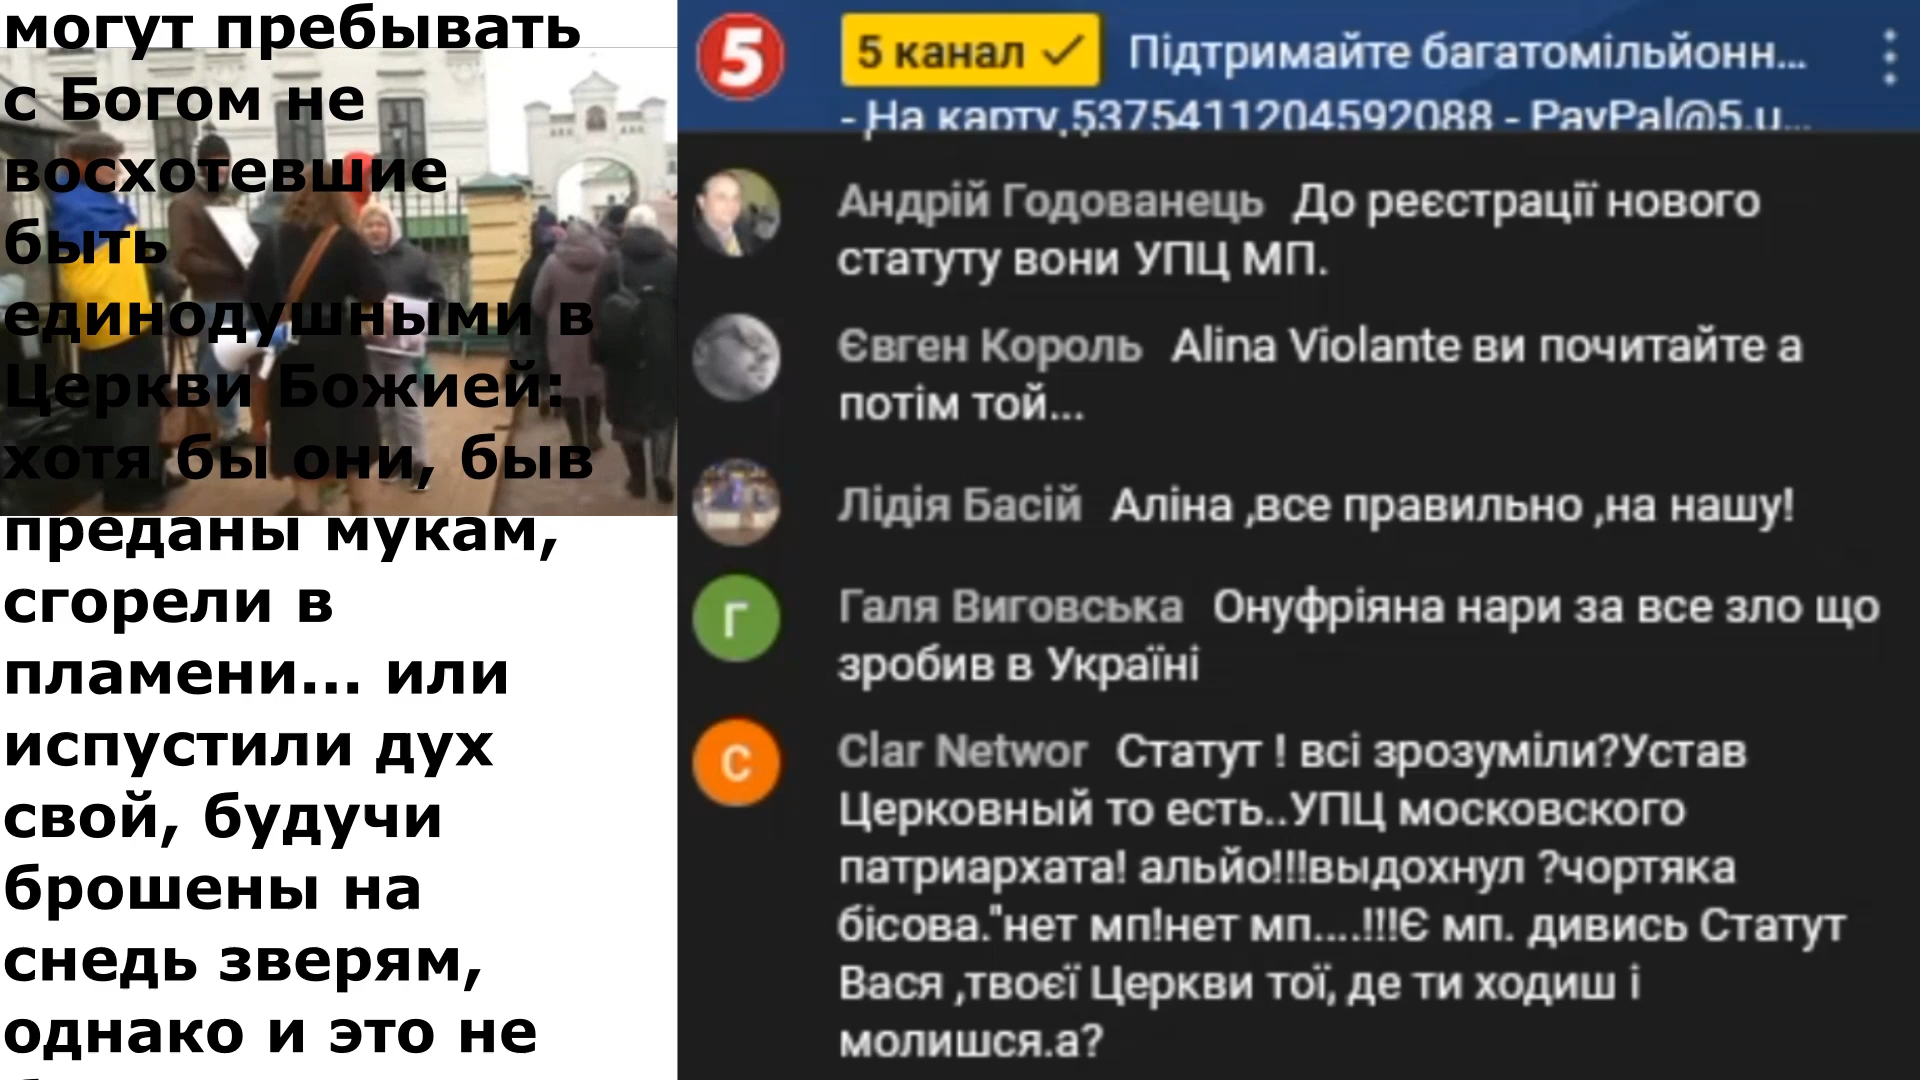 могут пребывать
с Богом не
восхотевшие
быть
единодушными в
Церкви Божией:
хотя бы они, быв
преданы мукам,
сгорели в
пламени... или
испустили дух
свой, будучи
брошены на
снедь зверям,
однако и это не
5
5 канал Підтримайте багатомільйонн...
- На карту 5375411204592088 - PayPal@5.u...
Андрій Годованець До реєстрації нового
статуту вони УПЦ МП.
Євген Король Alina Violante ви почитайте а
потім той...
Лідія Басій Аліна ,все правильно ,на нашу!
Г
Галя Виговська Онуфріяна нари за все зло що
зробив в Україні
C
Clar Networ Статут ! всі зрозуміли?Устав
Церковный то есть..УПЦ московского
патриархата! альйо!!!выдохнул ?чортяка
бісова."нет мп!нет мп....!!!Є мп. дивись Статут
Вася ,твоєї Церкви тої, де ти ходиш і
молишся.а?